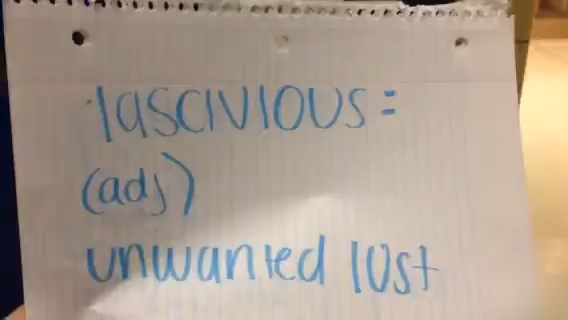 lascivious =
(adj)
unwanted lust